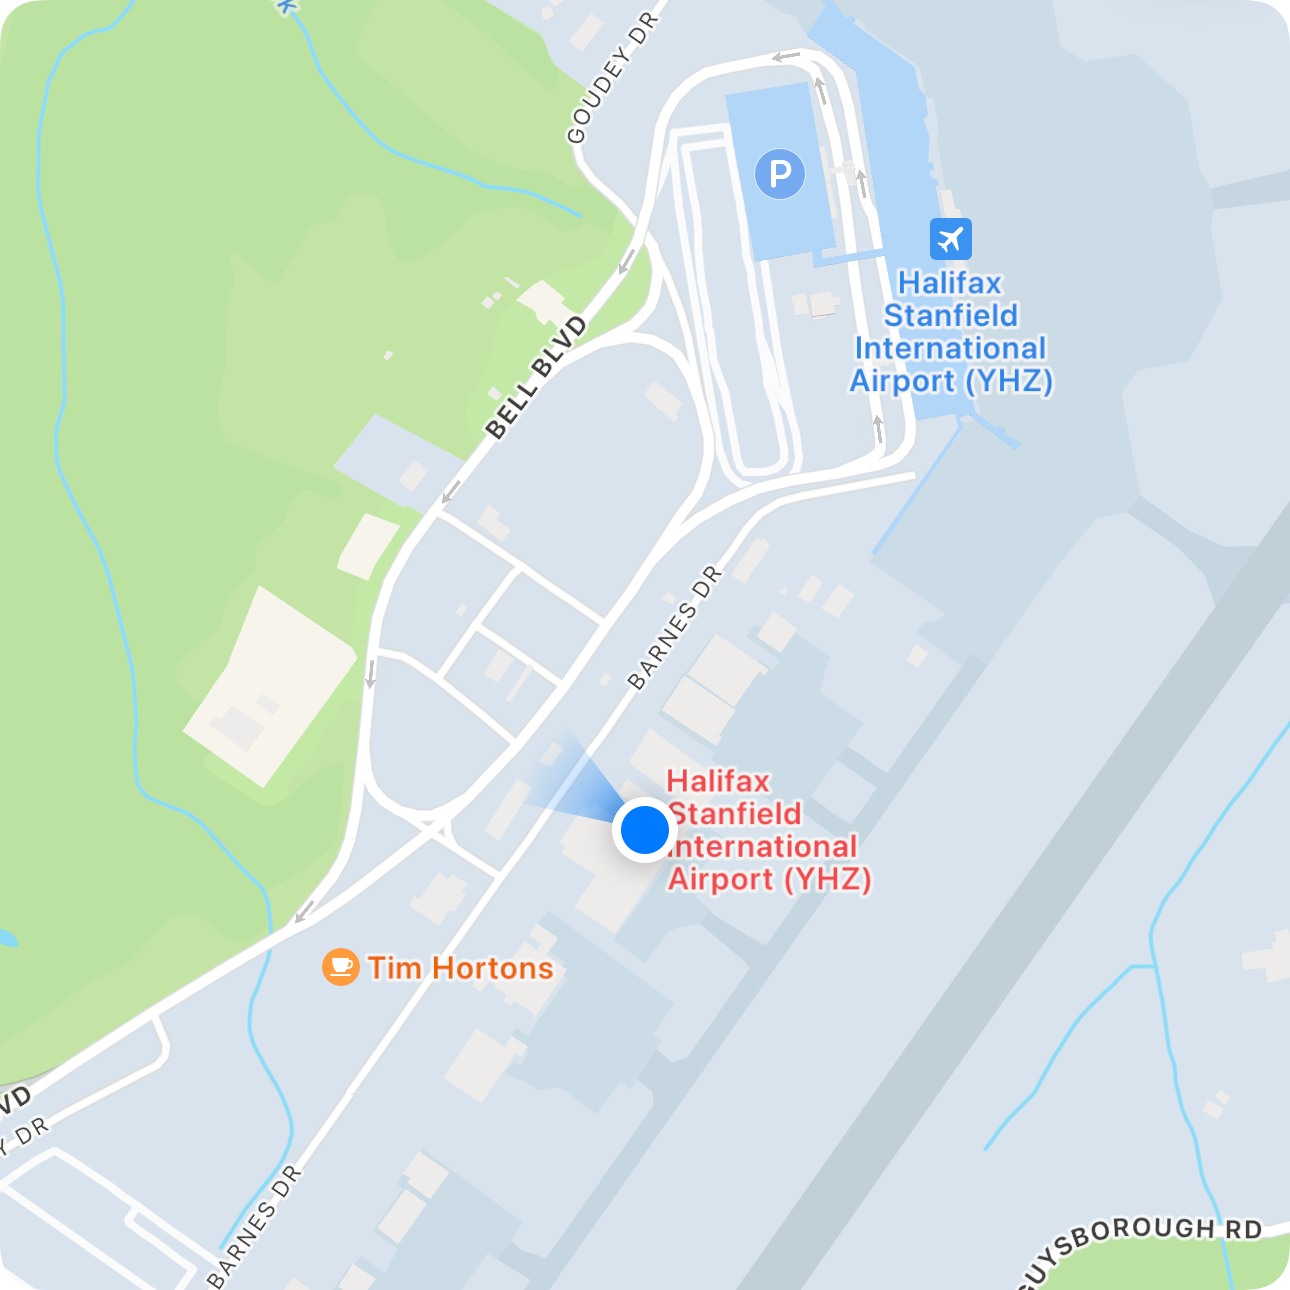 GOUDEY DR
P
Halifax
Stanfield
International
Airport (YHZ)
BELL BLVD
BARNES DR
Halifax
Stanfield
International
Airport (YHZ)
Tim Hortons
VD
Y DR
BARNES DR
GUYSBOROUGH RD